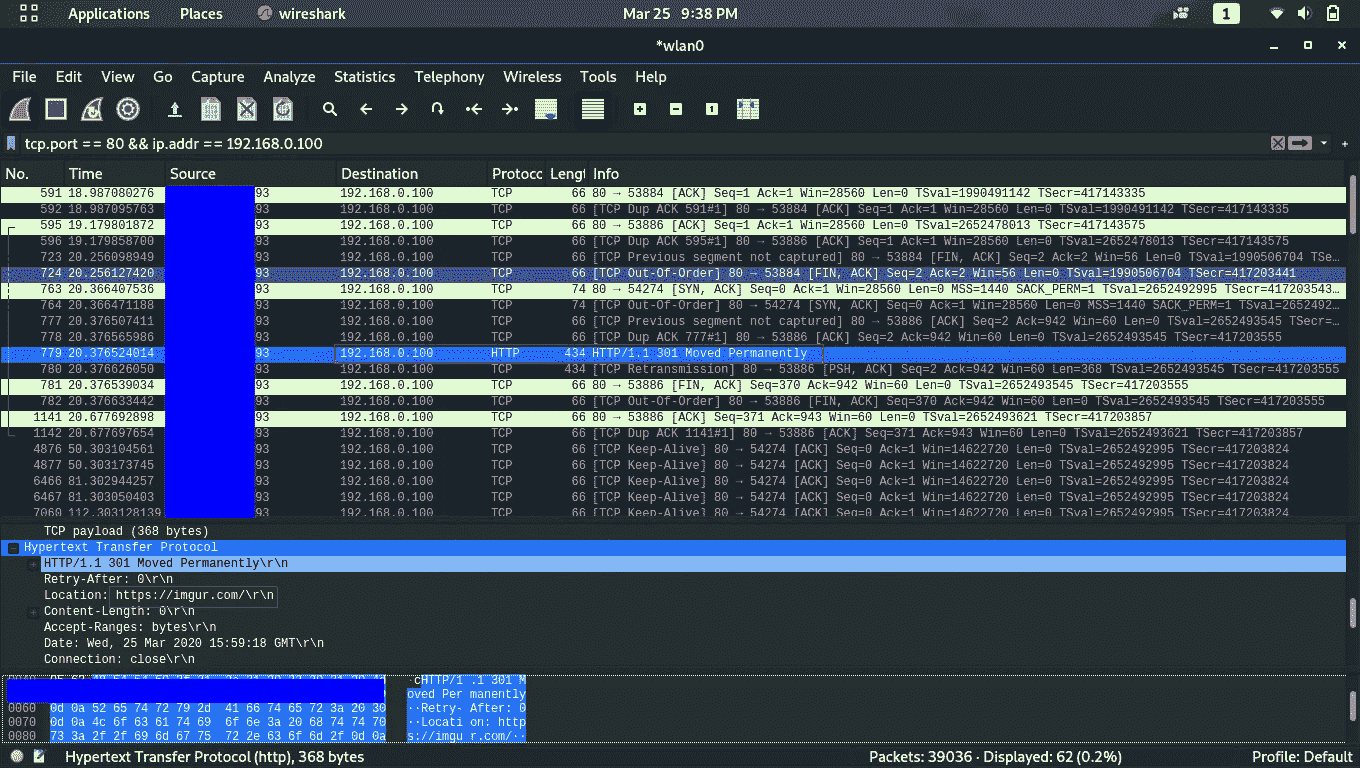 Applications Places wireshark Mar 25 9:38 PM 1
*wlan0
File Edit View Go Capture Analyze Statistics Telephony Wireless Tools Help
tcp.port == 80 && ip.addr == 192.168.0.100
No. Time Source Destination Protocc Lengt Info
591 18.987080276 93 192.168.0.100 TCP 66 80 → 53884 [ACK] Seq=1 Ack=1 Win=28560 Len=0 TSval=1990491142 TSecr=417143335
592 18.987095763 93 192.168.0.100 TCP 66 [TCP Dup ACK 591#1] 80 → 53884 [ACK] Seq=1 Ack=1 Win=28560 Len=0 TSval=1990491142 TSecr=417143335
595 19.179801872 93 192.168.0.100 TCP 66 80 → 53886 [ACK] Seq=1 Ack=1 Win=28560 Len=0 TSval=2652478013 TSecr=417143575
596 19.179858700 93 192.168.0.100 TCP 66 [TCP Dup ACK 595#1] 80 → 53886 [ACK] Seq=1 Ack=1 Win=28560 Len=0 TSval=2652478013 TSecr=417143575
723 20.256098949 93 192.168.0.100 TCP 66 [TCP Previous segment not captured] 80 → 53884 [FIN, ACK] Seq=2 Ack=2 Win=56 Len=0 TSval=1990506704 TSe…
724 20.256127420 93 192.168.0.100 TCP 66 [TCP Out-Of-Order] 80 → 53884 [FIN, ACK] Seq=2 Ack=2 Win=56 Len=0 TSval=1990506704 TSecr=417203441
763 20.366407536 93 192.168.0.100 TCP 74 80 → 54274 [SYN, ACK] Seq=0 Ack=1 Win=28560 Len=0 MSS=1440 SACK_PERM=1 TSval=2652492995 TSecr=417203543…
764 20.366471188 93 192.168.0.100 TCP 74 [TCP Out-Of-Order] 80 → 54274 [SYN, ACK] Seq=0 Ack=1 Win=28560 Len=0 MSS=1440 SACK_PERM=1 TSval=2652492…
777 20.376507411 93 192.168.0.100 TCP 66 [TCP Previous segment not captured] 80 → 53886 [ACK] Seq=2 Ack=942 Win=60 Len=0 TSval=2652493545 TSecr=…
778 20.376565986 93 192.168.0.100 TCP 66 [TCP Dup ACK 777#1] 80 → 53886 [ACK] Seq=2 Ack=942 Win=60 Len=0 TSval=2652493545 TSecr=417203555
779 20.376524014 93 192.168.0.100 HTTP 434 HTTP/1.1 301 Moved Permanently
780 20.376626050 93 192.168.0.100 TCP 434 [TCP Retransmission] 80 → 53886 [PSH, ACK] Seq=2 Ack=942 Win=60 Len=368 TSval=2652493545 TSecr=417203555
781 20.376539034 93 192.168.0.100 TCP 66 80 → 53886 [FIN, ACK] Seq=370 Ack=942 Win=60 Len=0 TSval=2652493545 TSecr=417203555
782 20.376633442 93 192.168.0.100 TCP 66 [TCP Out-Of-Order] 80 → 53886 [FIN, ACK] Seq=370 Ack=942 Win=60 Len=0 TSval=2652493545 TSecr=417203555
1141 20.677692898 93 192.168.0.100 TCP 66 80 → 53886 [ACK] Seq=371 Ack=943 Win=60 Len=0 TSval=2652493621 TSecr=417203857
1142 20.677697654 93 192.168.0.100 TCP 66 [TCP Dup ACK 1141#1] 80 → 53886 [ACK] Seq=371 Ack=943 Win=60 Len=0 TSval=2652493621 TSecr=417203857
4876 50.303104561 93 192.168.0.100 TCP 66 [TCP Keep-Alive] 80 → 54274 [ACK] Seq=0 Ack=1 Win=14622720 Len=0 TSval=2652492995 TSecr=417203824
4877 50.303173745 93 192.168.0.100 TCP 66 [TCP Keep-Alive] 80 → 54274 [ACK] Seq=0 Ack=1 Win=14622720 Len=0 TSval=2652492995 TSecr=417203824
6466 81.302944257 93 192.168.0.100 TCP 66 [TCP Keep-Alive] 80 → 54274 [ACK] Seq=0 Ack=1 Win=14622720 Len=0 TSval=2652492995 TSecr=417203824
6467 81.303050403 93 192.168.0.100 TCP 66 [TCP Keep-Alive] 80 → 54274 [ACK] Seq=0 Ack=1 Win=14622720 Len=0 TSval=2652492995 TSecr=417203824
7060 112.303128139 93 192.168.0.100 TCP 66 [TCP Keep-Alive] 80 → 54274 [ACK] Seq=0 Ack=1 Win=14622720 Len=0 TSval=2652492995 TSecr=417203824
TCP payload (368 bytes)
Hypertext Transfer Protocol
HTTP/1.1 301 Moved Permanently\r\n
Retry-After: 0\r\n
Location: https://imgur.com/\r\n
Content-Length: 0\r\n
Accept-Ranges: bytes\r\n
Date: Wed, 25 Mar 2020 15:59:18 GMT\r\n
Connection: close\r\n
·cHTTP/1 .1 301 M
oved Per manently
0060 0d 0a 52 65 74 72 79 2d 41 66 74 65 72 3a 20 30 ··Retry- After: 0
0070 0d 0a 4c 6f 63 61 74 69 6f 6e 3a 20 68 74 74 70 ··Locati on: http
0080 73 3a 2f 2f 69 6d 67 75 72 2e 63 6f 6d 2f 0d 0a s://imgu r.com/··
Hypertext Transfer Protocol (http), 368 bytes Packets: 39036 · Displayed: 62 (0.2%) Profile: Default